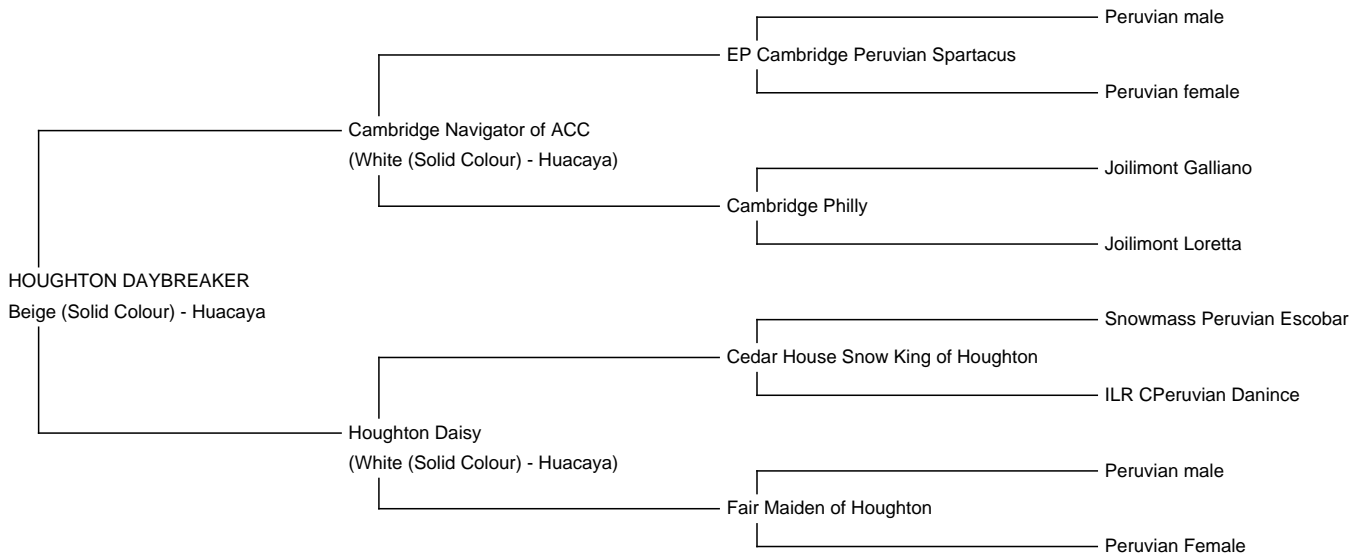 Peruvian male
EP Cambridge Peruvian Spartacus
Peruvian female
Cambridge Navigator of ACC
(White (Solid Colour) - Huacaya)
Joilimont Galliano
Cambridge Philly
Joilimont Loretta
HOUGHTON DAYBREAKER
Beige (Solid Colour) - Huacaya
Snowmass Peruvian Escobar
Cedar House Snow King of Houghton
ILR CPeruvian Danince
Houghton Daisy
(White (Solid Colour) - Huacaya)
Peruvian male
Fair Maiden of Houghton
Peruvian Female